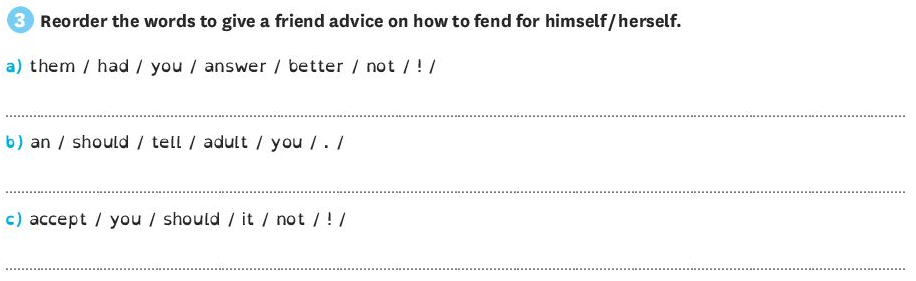 3 Reorder the words to give a friend advice on how to fend for himself/herself.
a) them / had / you / answer / better / not / ! /
b) an / should / tell / adult / you / . /
c) accept / you / should / it / not / ! /